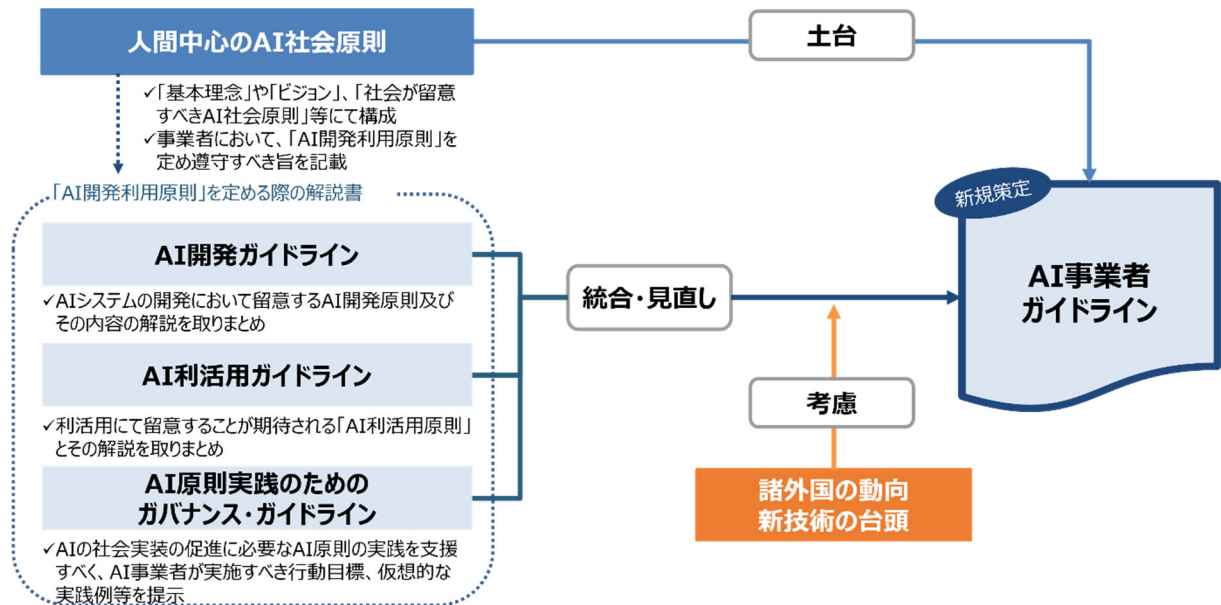 人間中心のAI社会原則
土台
✓「基本理念」や「ビジョン」、「社会が留意
すべきAI社会原則」等にて構成
✓事業者において、「AI開発利用原則」を
定め遵守すべき旨を記載
「AI開発利用原則」を定める際の解説書
新規策定
AI開発ガイドライン
✓AIシステムの開発において留意するAI開発原則及び
その内容の解説を取りまとめ
統合・見直し
AI事業者
ガイドライン
AI利活用ガイドライン
✓利活用にて留意することが期待される「AI利活用原則」
とその解説を取りまとめ
考慮
AI原則実践のための
ガバナンス・ガイドライン
諸外国の動向
新技術の台頭
✓AIの社会実装の促進に必要なAI原則の実践を支援
すべく、AI事業者が実施すべき行動目標、仮想的な
実践例等を提示